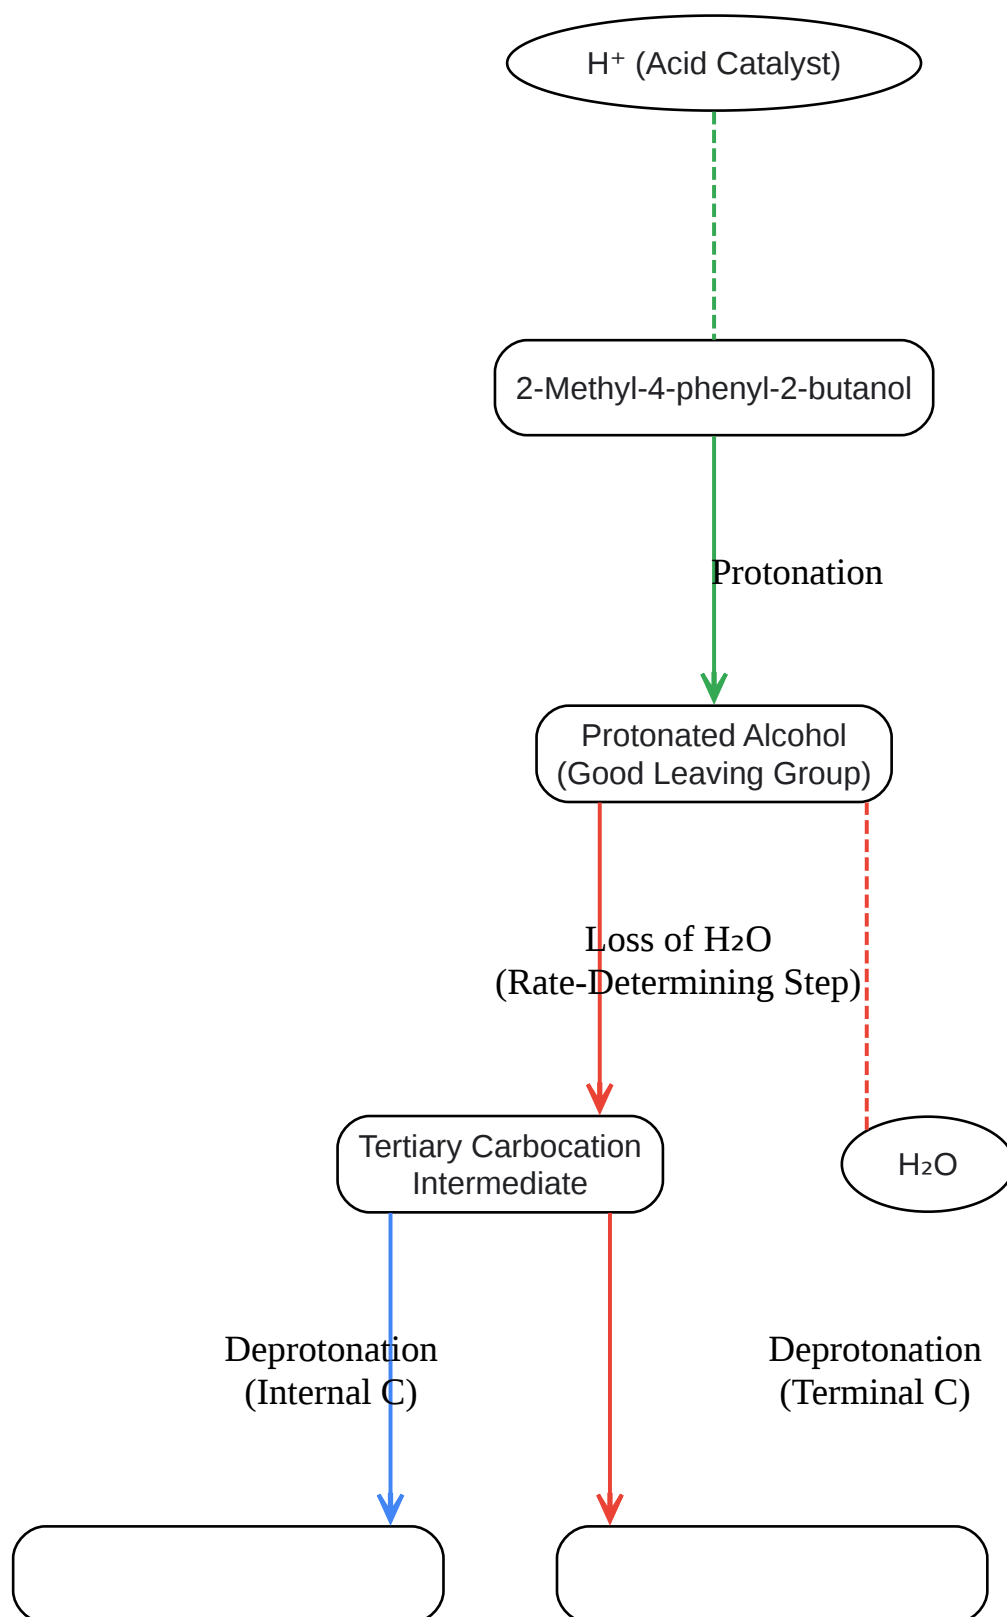 H⁺ (Acid Catalyst)
2-Methyl-4-phenyl-2-butanol
Protonation
Protonated Alcohol
(Good Leaving Group)
Loss of H₂O
(Rate-Determining Step)
Tertiary Carbocation
Intermediate
H₂O
Deprotonation
(Internal C)
Deprotonation
(Terminal C)